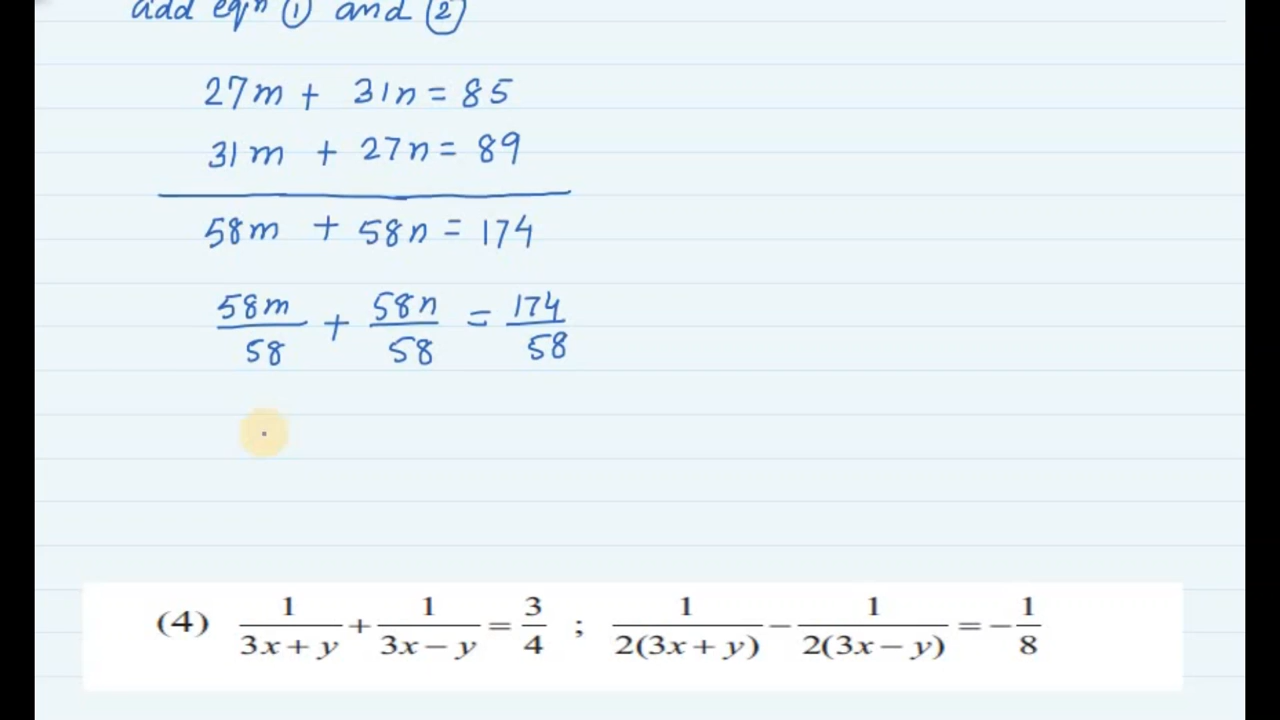 add eqn ① and ②
27m + 31n = 85
31m + 27n = 89
58m + 58n = 174
58m/58 + 58n/58 = 174/58
(4) 1/(3x + y) + 1/(3x − y) = 3/4 ; 1/(2(3x + y)) − 1/(2(3x − y)) = −1/8